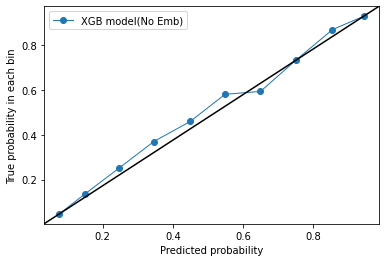 XGB model(No Emb)
True probability in each bin
0.8
0.6
0.4
0.2
0.2 0.4 0.6 0.8
Predicted probability